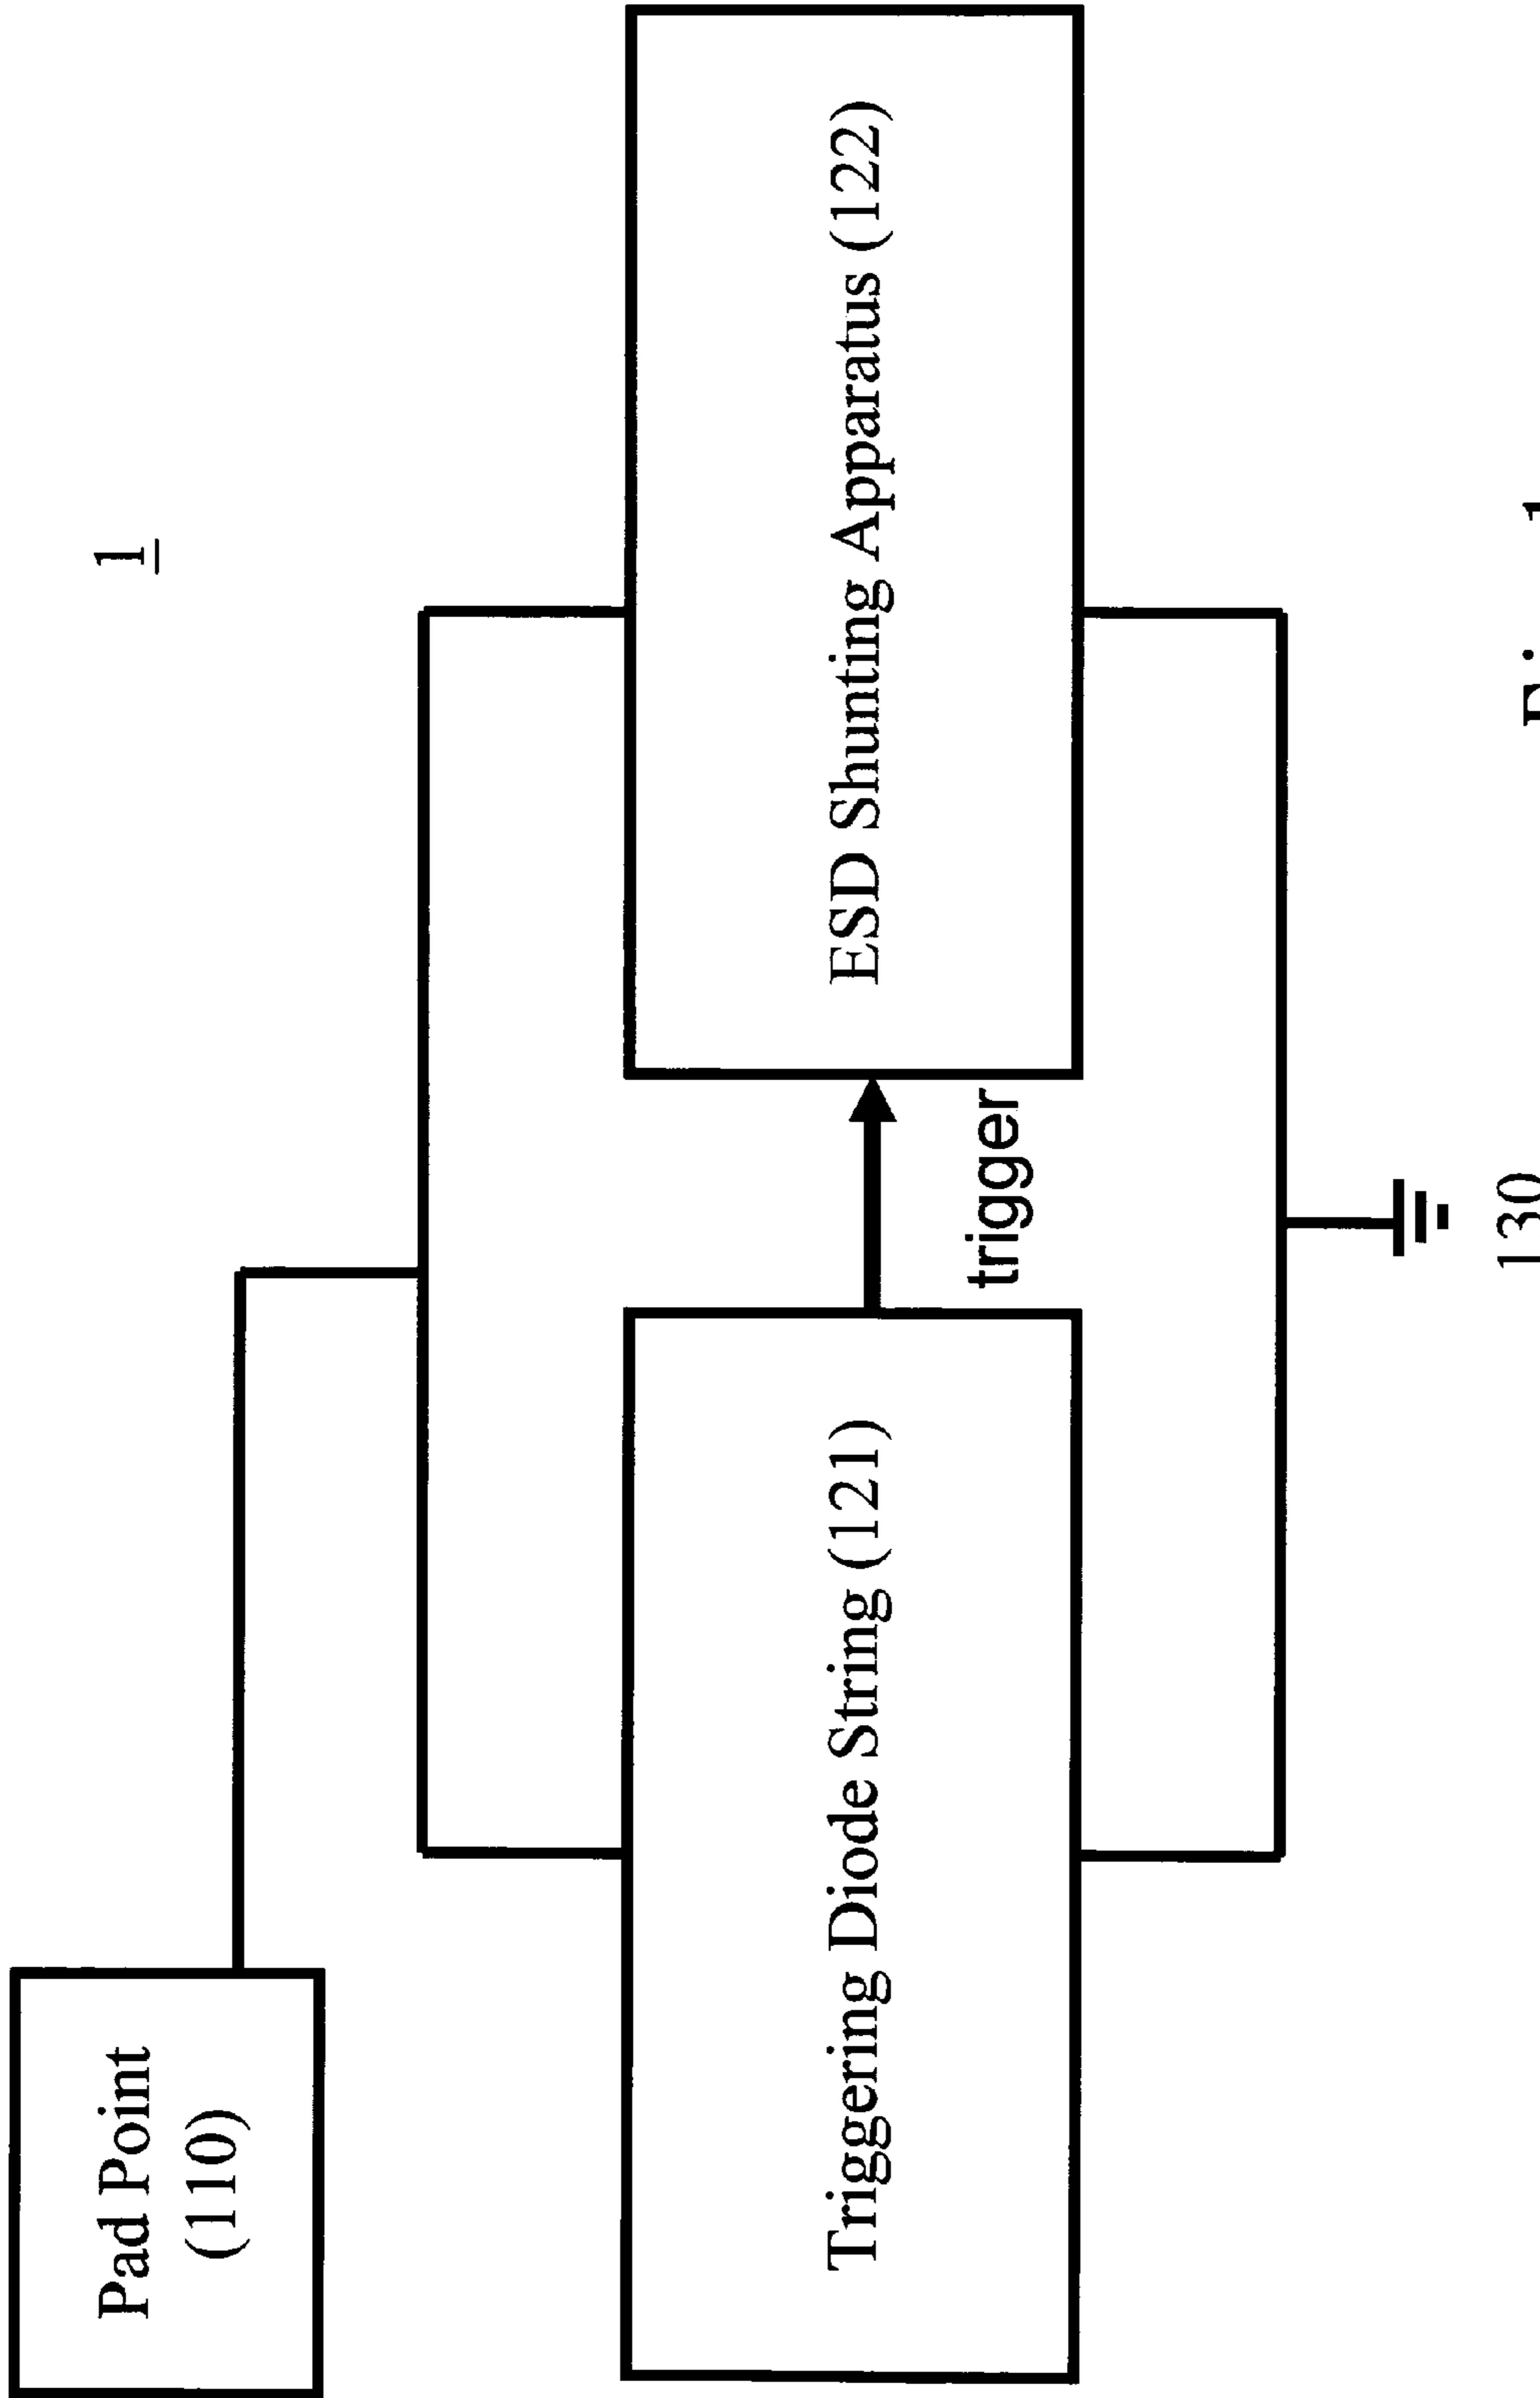 1
Pad Point
(110)
Triggering Diode String (121)
trigger
ESD Shunting Apparatus (122)
130